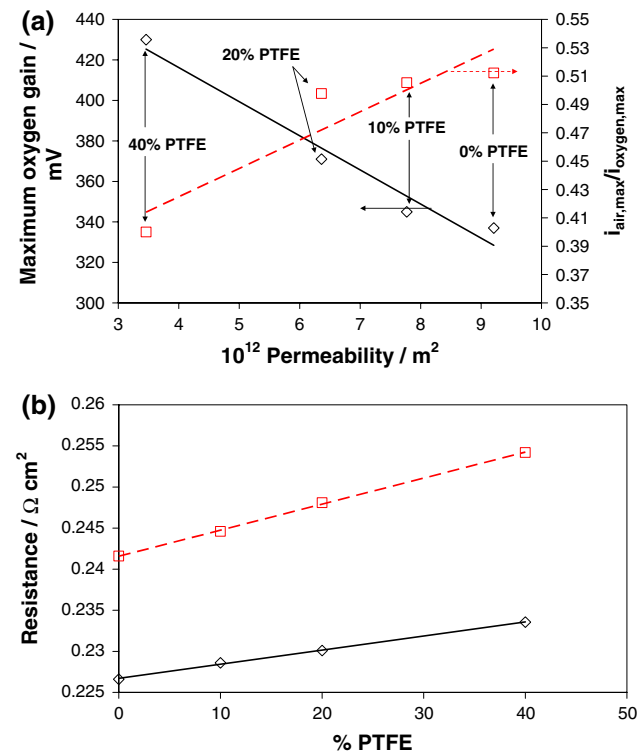 (a)
440
420
400
380
360
340
320
300
Maximum oxygen gain /
mV
0.55
0.53
0.51
0.49
0.47
0.45
0.43
0.41
0.39
0.37
0.35
i air,max/i oxygen,max
20% PTFE
40% PTFE
10% PTFE
0% PTFE
3 4 5 6 7 8 9 10
10¹² Permeability / m²
(b)
0.26
0.255
0.25
0.245
0.24
0.235
0.23
0.225
Resistance / Ω cm²
0 10 20 30 40 50
% PTFE